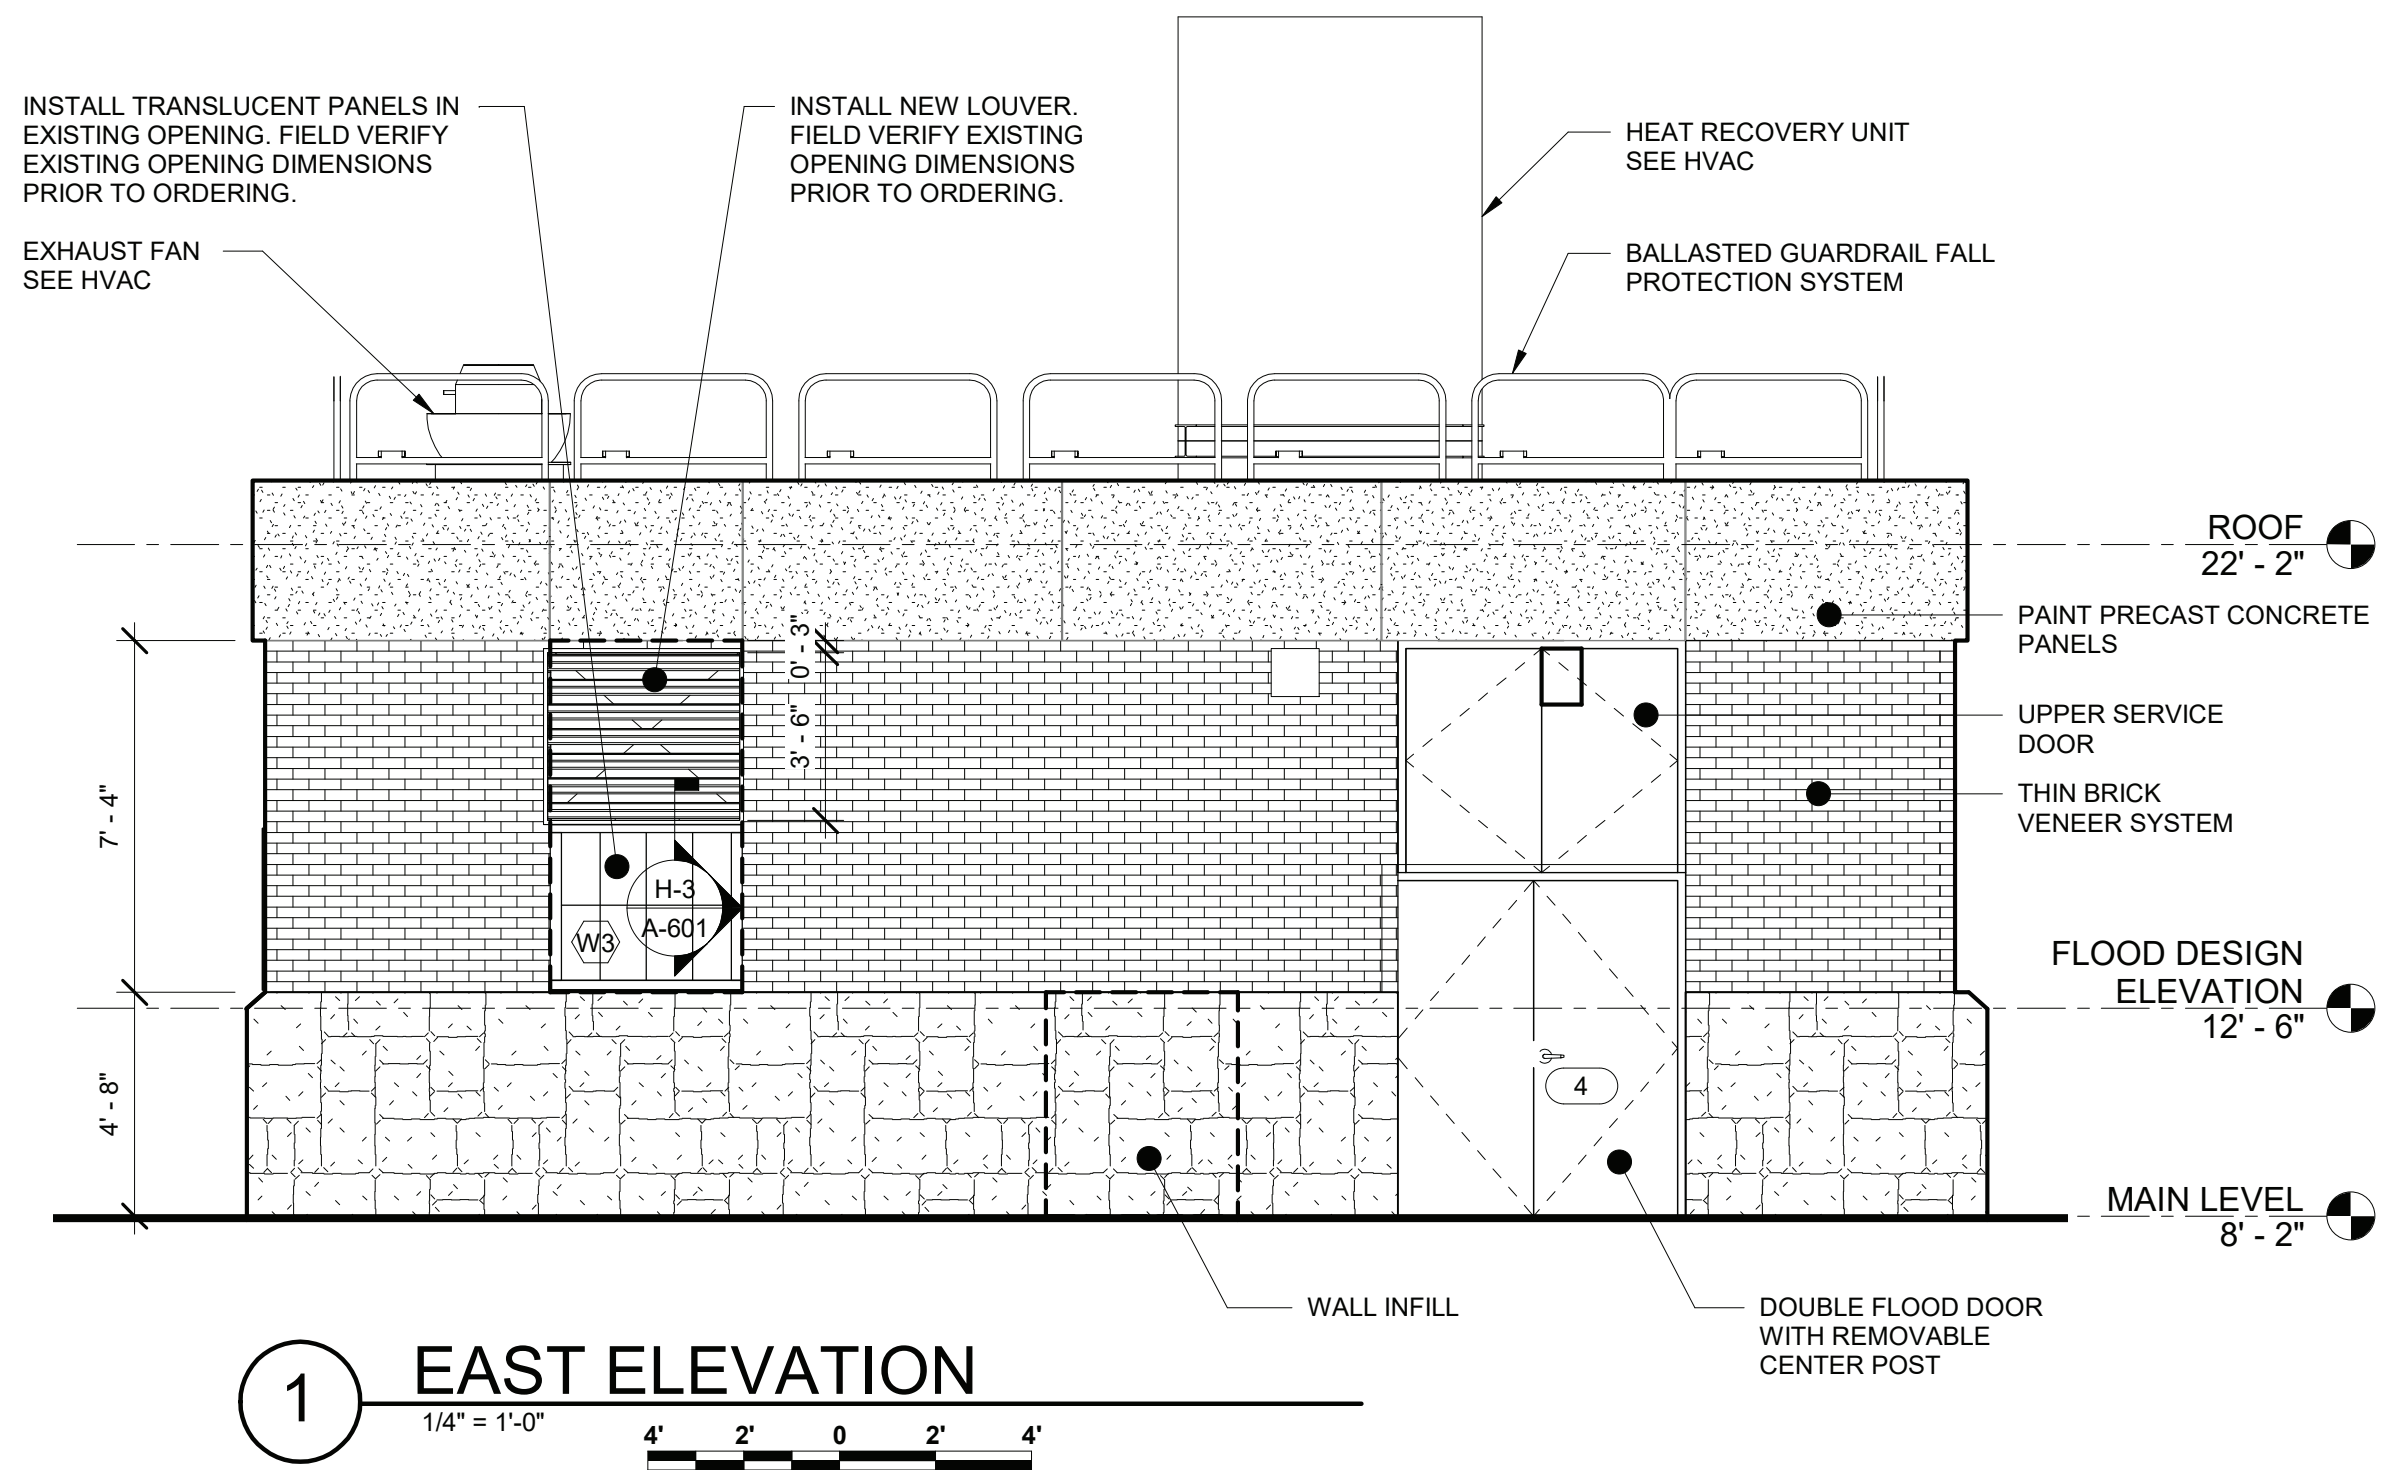 INSTALL TRANSLUCENT PANELS IN
EXISTING OPENING. FIELD VERIFY
EXISTING OPENING DIMENSIONS
PRIOR TO ORDERING.
INSTALL NEW LOUVER.
FIELD VERIFY EXISTING
OPENING DIMENSIONS
PRIOR TO ORDERING.
HEAT RECOVERY UNIT
SEE HVAC
EXHAUST FAN
SEE HVAC
BALLASTED GUARDRAIL FALL
PROTECTION SYSTEM
ROOF
22' - 2"
PAINT PRECAST CONCRETE
PANELS
0' - 3"
3' - 6"
UPPER SERVICE
DOOR
THIN BRICK
VENEER SYSTEM
7' - 4"
H-3
A-601
W3
FLOOD DESIGN
ELEVATION
12' - 6"
4' - 8"
4
MAIN LEVEL
8' - 2"
WALL INFILL
DOUBLE FLOOD DOOR
WITH REMOVABLE
CENTER POST
1
EAST ELEVATION
1/4" = 1'-0"
4' 2' 0 2' 4'